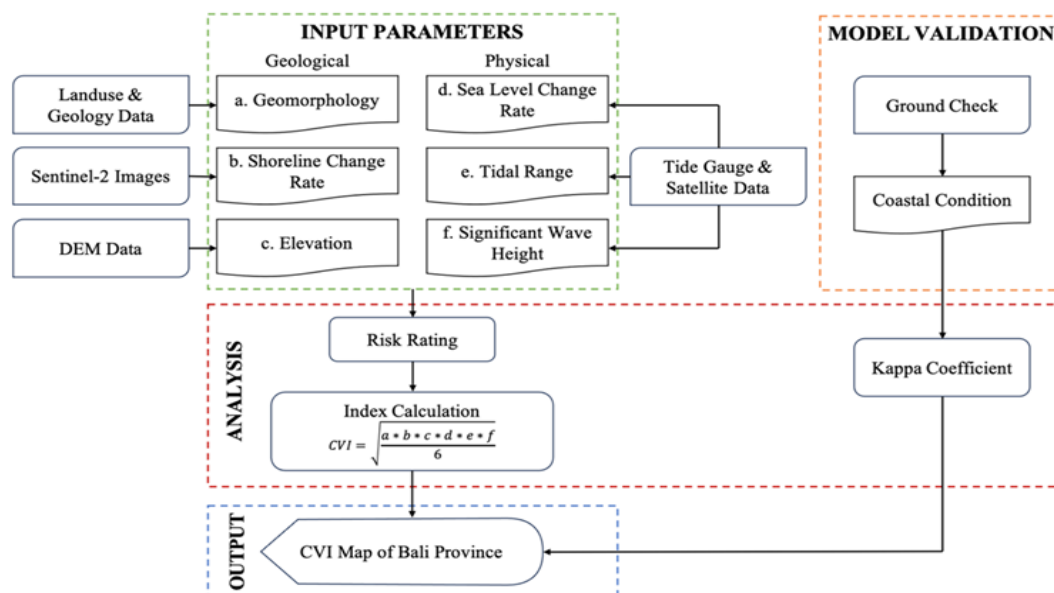 INPUT PARAMETERS
Geological
Physical
Landuse &
Geology Data
a. Geomorphology
d. Sea Level Change
Rate
Sentinel-2 Images
b. Shoreline Change
Rate
e. Tidal Range
Tide Gauge &
Satellite Data
DEM Data
c. Elevation
f. Significant Wave
Height
MODEL VALIDATION
Ground Check
Coastal Condition
ANALYSIS
Risk Rating
Index Calculation
CVI = √(a * b * c * d * e * f / 6)
Kappa Coefficient
OUTPUT
CVI Map of Bali Province